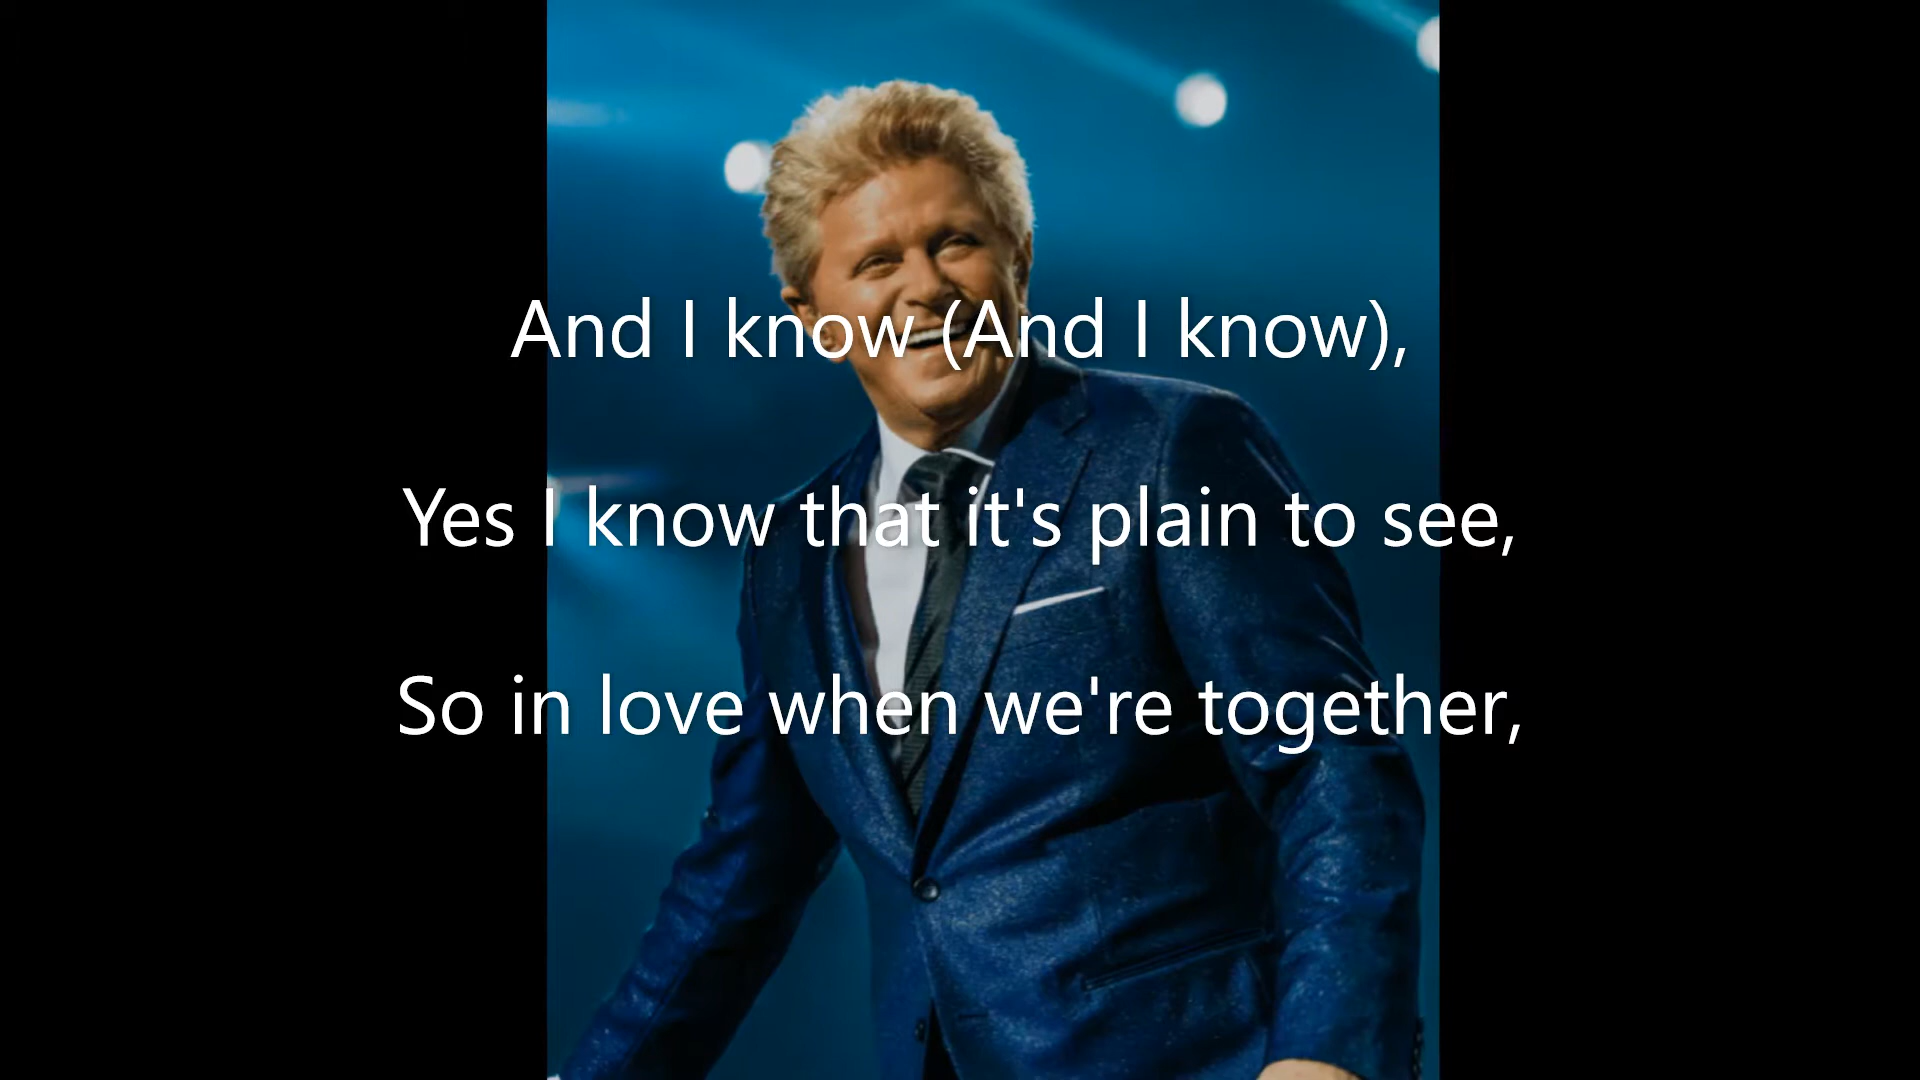 And I know (And I know),
Yes I know that it's plain to see,
So in love when we're together,